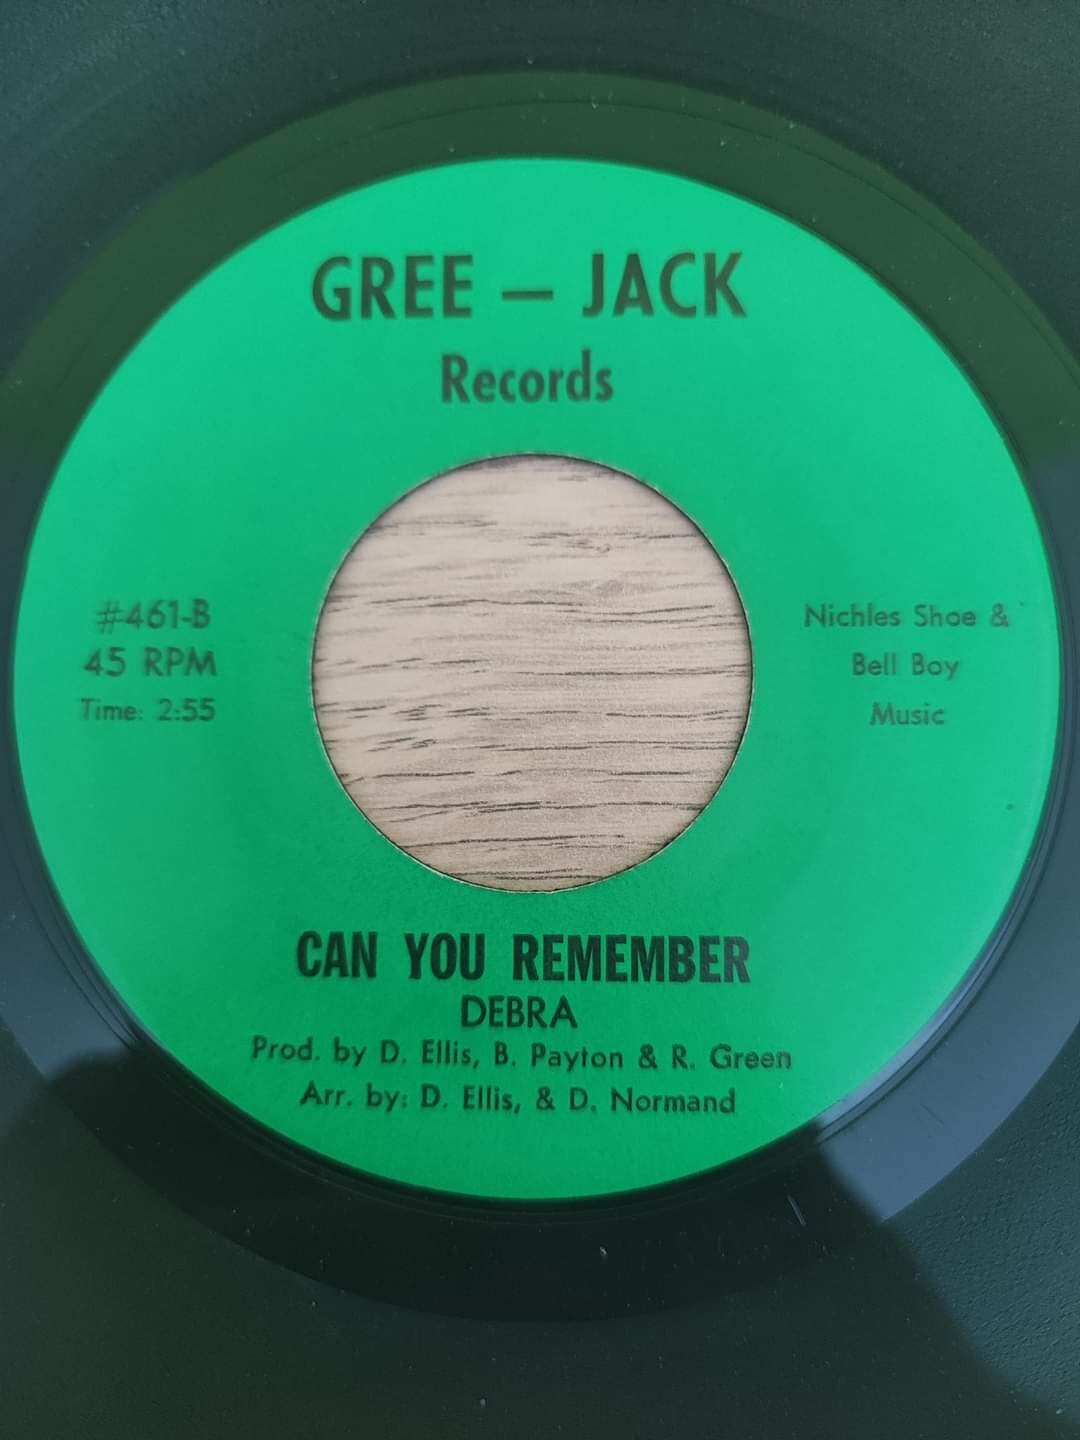 GREE — JACK
Records
#461-B
45 RPM
Time: 2:55
Nichles Shoe &
Bell Boy
Music
CAN YOU REMEMBER
DEBRA
Prod. by D. Ellis, B. Payton & R. Green
Arr. by: D. Ellis, & D. Normand